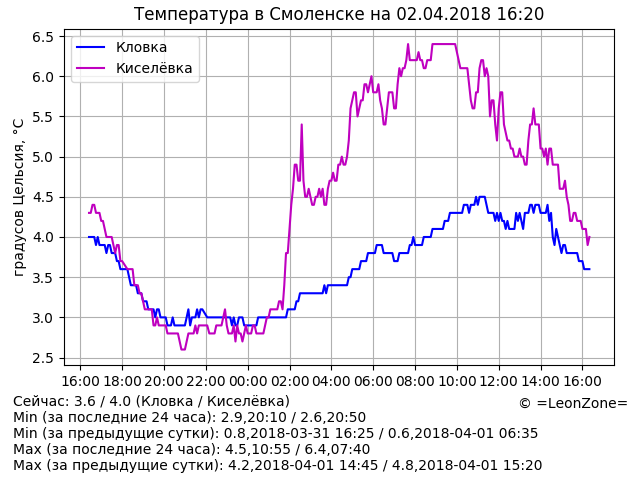 Температура в Смоленске на 02.04.2018 16:20
6.5
6.0
5.5
5.0
4.5
4.0
3.5
3.0
2.5
градусов Цельсия, °C
Кловка
Киселёвка
16:00 18:00 20:00 22:00 00:00 02:00 04:00 06:00 08:00 10:00 12:00 14:00 16:00
Сейчас: 3.6 / 4.0 (Кловка / Киселёвка)
© =LeonZone=
Min (за последние 24 часа): 2.9,20:10 / 2.6,20:50
Min (за предыдущие сутки): 0.8,2018-03-31 16:25 / 0.6,2018-04-01 06:35
Max (за последние 24 часа): 4.5,10:55 / 6.4,07:40
Max (за предыдущие сутки): 4.2,2018-04-01 14:45 / 4.8,2018-04-01 15:20